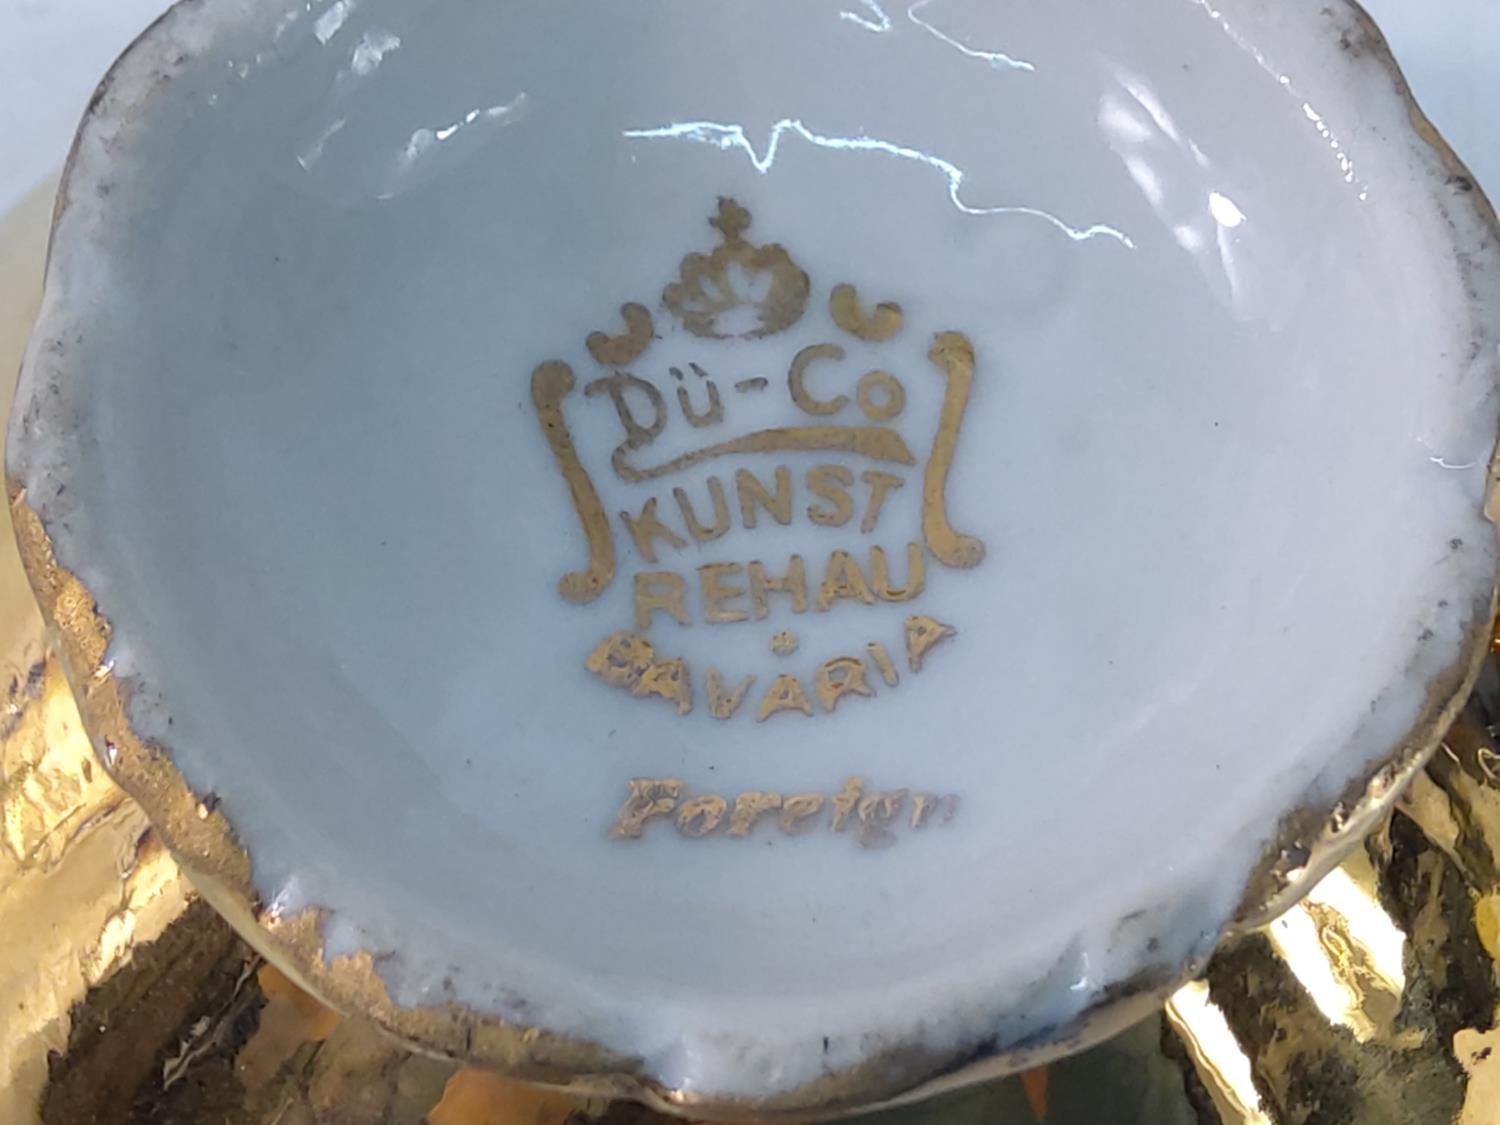 Dü-Co
KUNST
REHAU
BAVARIA
Foreign